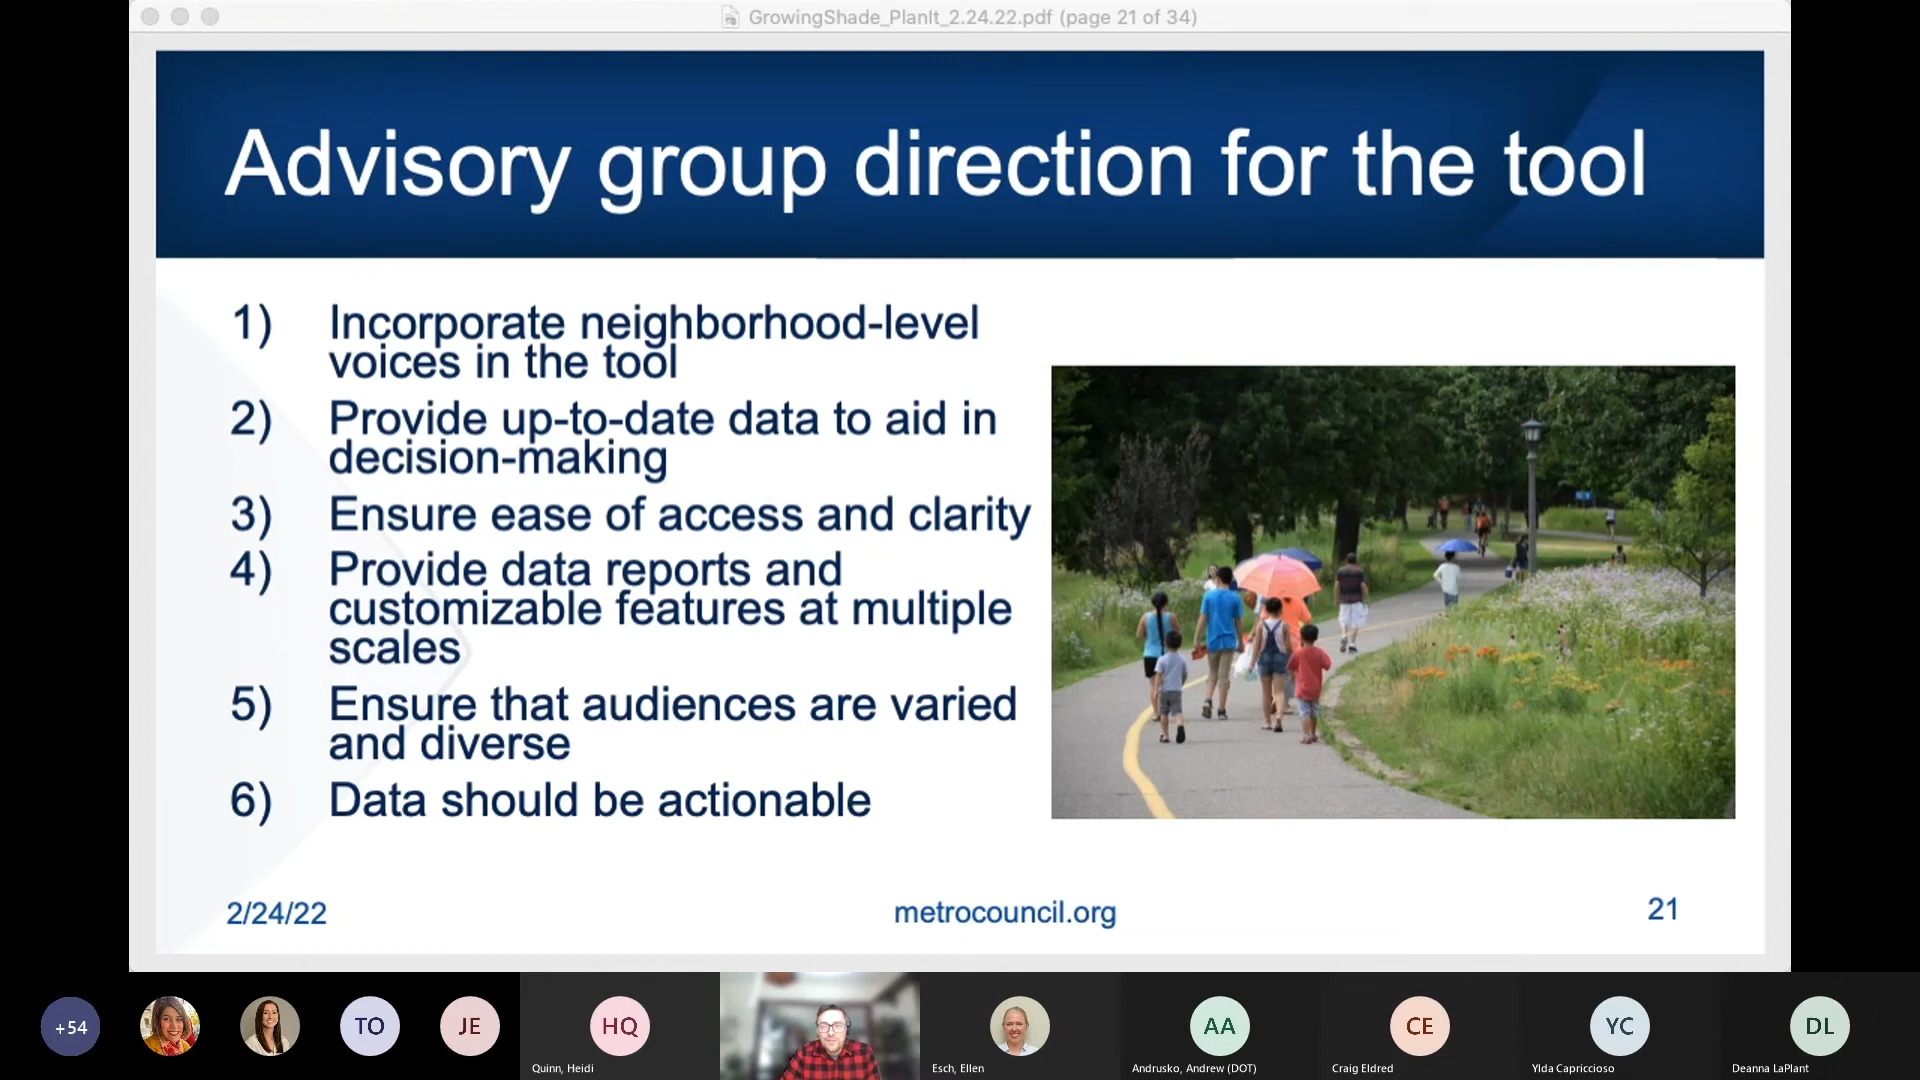 GrowingShade_PlanIt_2.24.22.pdf (page 21 of 34)
Advisory group direction for the tool
1) Incorporate neighborhood-level
voices in the tool
2) Provide up-to-date data to aid in
decision-making
3) Ensure ease of access and clarity
4) Provide data reports and
customizable features at multiple
scales
5) Ensure that audiences are varied
and diverse
6) Data should be actionable
2/24/22
metrocouncil.org
21
+54
TO
JE
HQ
AA
CE
YC
DL
Quinn, Heidi
Esch, Ellen
Andrusko, Andrew (DOT)
Craig Eldred
Ylda Capriccioso
Deanna LaPlant